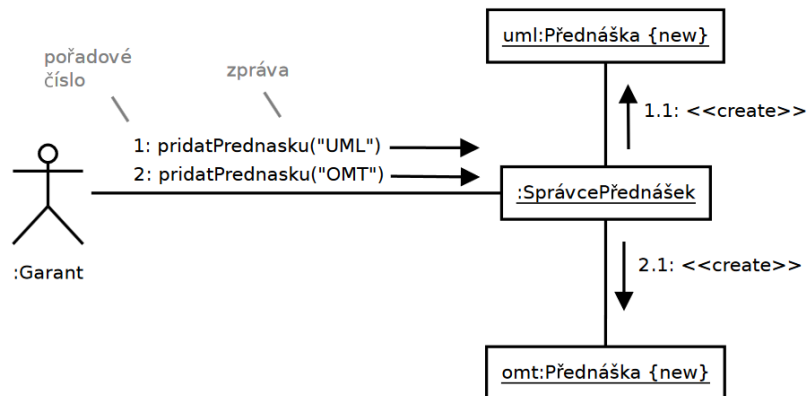 uml:Přednáška {new}
pořadové
číslo
zpráva
1.1: <<create>>
1: pridatPrednasku("UML")
2: pridatPrednasku("OMT")
:SprávcePřednášek
:Garant
2.1: <<create>>
omt:Přednáška {new}